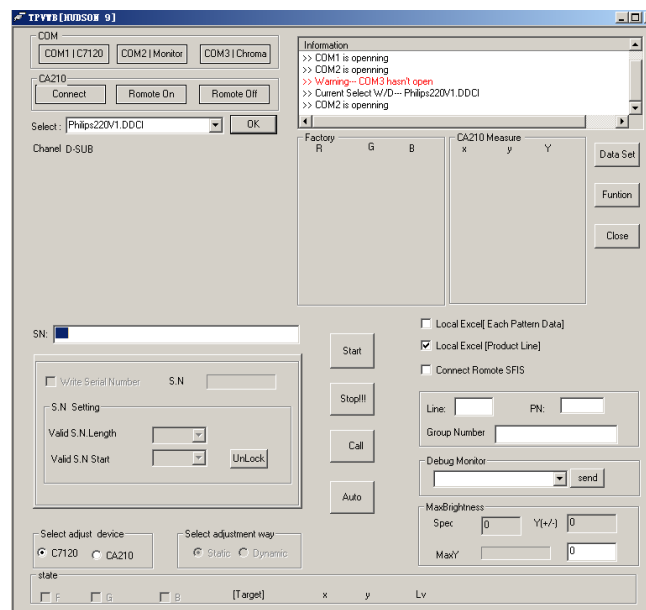 TPVWB[HUDSON 9]
COM
COM1 | C7120 COM2 | Monitor COM3 | Chroma
CA210
Connect Romote On Romote Off
Select : Philips220V1.DDCI OK
Chanel D-SUB
Information
>> COM1 is openning
>> COM2 is openning
>> Warning--- COM3 hasn't open
>> Current Select W/D--- Philips220V1.DDCI
>> COM2 is openning
Factory
R G B
CA210 Measure
x y Y
Data Set
Funtion
Close
SN:
Write Serial Number S.N
S.N Setting
Valid S.N.Length
Valid S.N Start UnLock
Start
Stop!!!
Call
Auto
Local Excel[ Each Pattern Data]
Local Excel [Product Line]
Connect Romote SFIS
Line: PN:
Group Number
Debug Monitor
send
MaxBrightness
Spec 0 Y(+/-) 0
MaxY 0
Select adjust device
C7120 CA210
Select adjustment way
Static Dynamic
state
F G B [Target] x y Lv